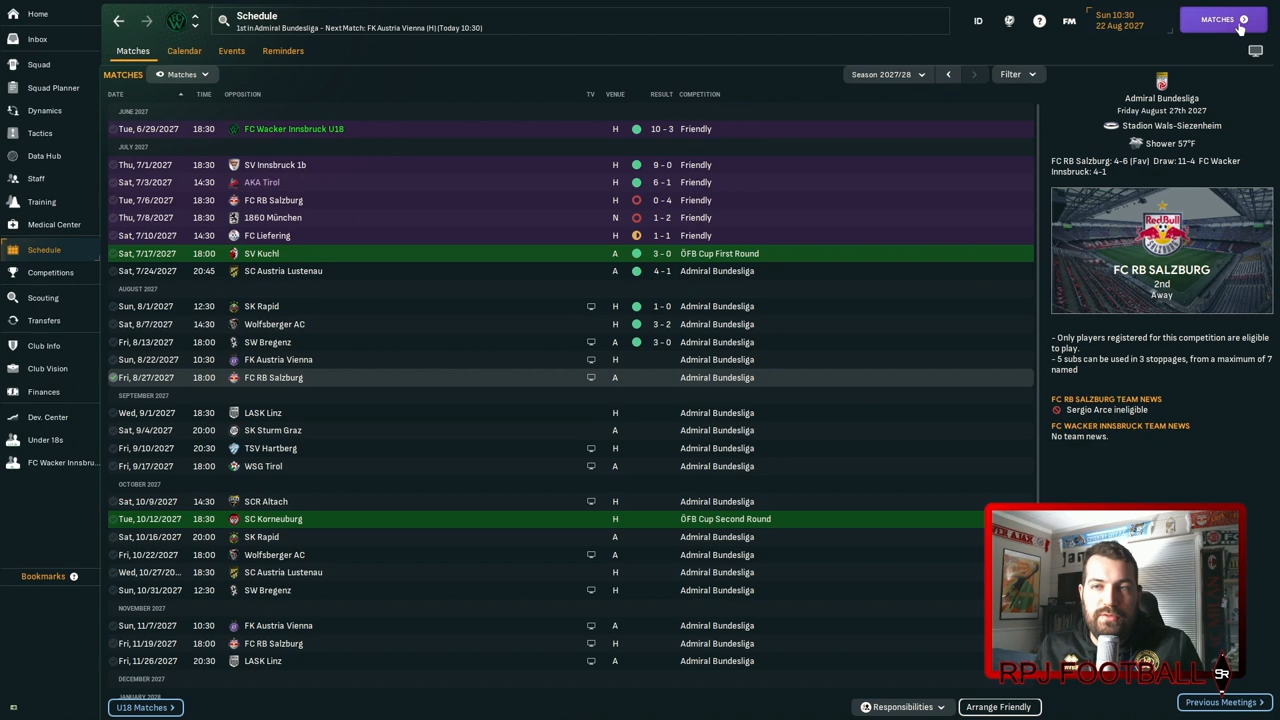 Home
Inbox
Squad
Squad Planner
Dynamics
Tactics
Data Hub
Staff
Training
Medical Center
Schedule
Competitions
Scouting
Transfers
Club Info
Club Vision
Finances
Dev. Center
Under 18s
FC Wacker Innsbru...
Bookmarks ?
Schedule
1st in Admiral Bundesliga - Next Match: FK Austria Vienna (H) (Today 10:30)
ID ? FM
Sun 10:30
22 Aug 2027
MATCHES
Matches Calendar Events Reminders
MATCHES Matches Season 2027/28 Filter
DATE TIME OPPOSITION TV VENUE RESULT COMPETITION
JUNE 2027
Tue, 6/29/2027 18:30 FC Wacker Innsbruck U18 H 10 - 3 Friendly
JULY 2027
Thu, 7/1/2027 18:30 SV Innsbruck 1b H 9 - 0 Friendly
Sat, 7/3/2027 14:30 AKA Tirol H 6 - 1 Friendly
Tue, 7/6/2027 18:30 FC RB Salzburg H 0 - 4 Friendly
Thu, 7/8/2027 18:30 1860 München N 1 - 2 Friendly
Sat, 7/10/2027 14:30 FC Liefering H 1 - 1 Friendly
Sat, 7/17/2027 18:00 SV Kuchl A 3 - 0 ÖFB Cup First Round
Sat, 7/24/2027 20:45 SC Austria Lustenau A 4 - 1 Admiral Bundesliga
AUGUST 2027
Sun, 8/1/2027 12:30 SK Rapid H 1 - 0 Admiral Bundesliga
Sat, 8/7/2027 14:30 Wolfsberger AC H 3 - 2 Admiral Bundesliga
Fri, 8/13/2027 18:00 SW Bregenz A 3 - 0 Admiral Bundesliga
Sun, 8/22/2027 10:30 FK Austria Vienna H Admiral Bundesliga
Fri, 8/27/2027 18:00 FC RB Salzburg A Admiral Bundesliga
SEPTEMBER 2027
Wed, 9/1/2027 18:30 LASK Linz H Admiral Bundesliga
Sat, 9/4/2027 20:00 SK Sturm Graz A Admiral Bundesliga
Fri, 9/10/2027 20:30 TSV Hartberg H Admiral Bundesliga
Fri, 9/17/2027 18:00 WSG Tirol A Admiral Bundesliga
OCTOBER 2027
Sat, 10/9/2027 14:30 SCR Altach H Admiral Bundesliga
Tue, 10/12/2027 18:30 SC Korneuburg H ÖFB Cup Second Round
Sat, 10/16/2027 20:00 SK Rapid A Admiral Bundesliga
Fri, 10/22/2027 18:00 Wolfsberger AC A Admiral Bundesliga
Wed, 10/27/20... 18:30 SC Austria Lustenau H Admiral Bundesliga
Sun, 10/31/2027 12:30 SW Bregenz H Admiral Bundesliga
NOVEMBER 2027
Sun, 11/7/2027 10:30 FK Austria Vienna A Admiral Bundesliga
Fri, 11/19/2027 18:00 FC RB Salzburg H Admiral Bundesliga
Fri, 11/26/2027 20:30 LASK Linz A Admiral Bundesliga
DECEMBER 2027
JANUARY 2028
U18 Matches Responsibilities Arrange Friendly Previous Meetings
Admiral Bundesliga
Friday August 27th 2027
Stadion Wals-Siezenheim
Shower 57°F
FC RB Salzburg: 4-6 (Fav) Draw: 11-4 FC Wacker
Innsbruck: 4-1
Red Bull
FC RB SALZBURG
2nd
Away
- Only players registered for this competition are eligible
to play.
- 5 subs can be used in 3 stoppages, from a maximum of 7
named
FC RB SALZBURG TEAM NEWS
Sergio Arce ineligible
FC WACKER INNSBRUCK TEAM NEWS
No team news.
RPJ FOOTBALL